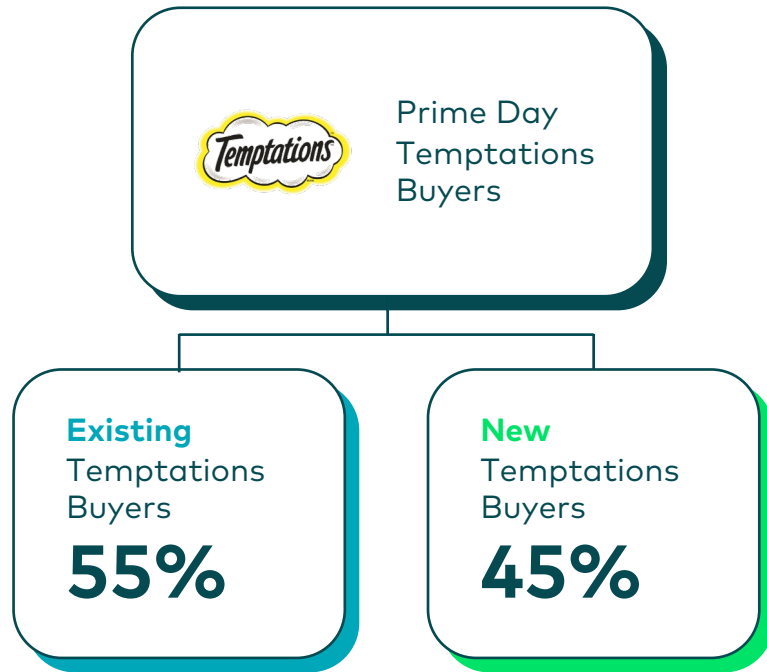 Temptations
Prime Day
Temptations
Buyers
Existing
Temptations
Buyers
55%
New
Temptations
Buyers
45%